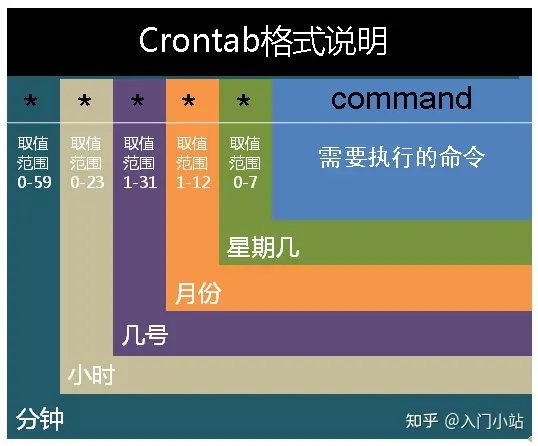 Crontab格式说明
* * * * * command
取值 取值 取值 取值 取值
范围 范围 范围 范围 范围
0-59 0-23 1-31 1-12 0-7
需要执行的命令
星期几
月份
几号
小时
分钟
知乎 @入门小站